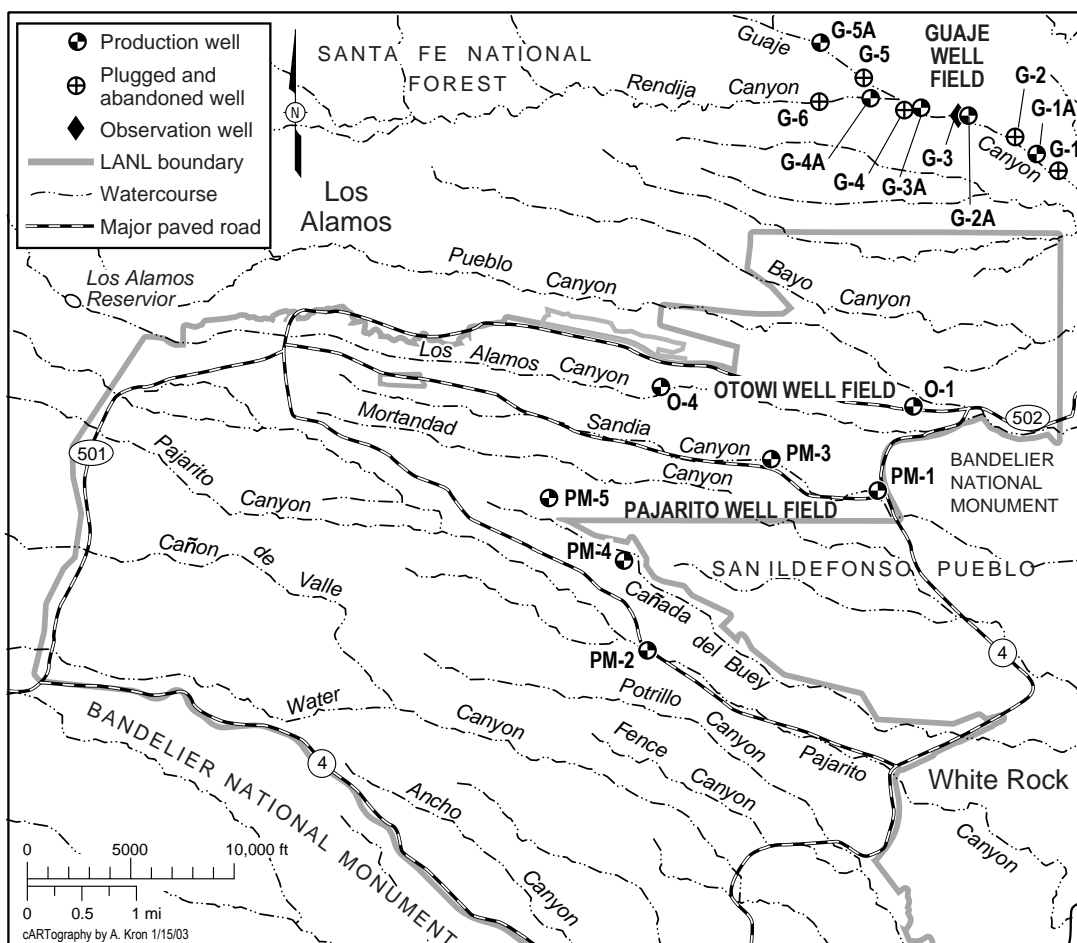 Production well
Plugged and
abandoned well
Observation well
LANL boundary
Watercourse
Major paved road
SANTA FE NATIONAL
FOREST
N
Guaje
G-5A
G-5
GUAJE
WELL
FIELD
G-2
G-1A
G-1
Rendija Canyon
G-6
G-4A
G-4
G-3A
G-3
G-2A
Canyon
Los
Alamos
Los Alamos
Reservior
Pueblo Canyon
Bayo Canyon
Los Alamos Canyon
O-4
OTOWI WELL FIELD
O-1
502
Mortandad
Sandia
Canyon
Canyon
PM-3
PM-1
BANDELIER
NATIONAL
MONUMENT
501
Pajarito
Canyon
PM-5
PAJARITO WELL FIELD
Cañon de Valle
PM-4
SAN ILDEFONSO PUEBLO
Cañada del Buey
PM-2
4
Water
Canyon
Potrillo
Canyon
Fence
Canyon
Pajarito
White Rock
Canyon
BANDELIER NATIONAL MONUMENT
4
Ancho
Canyon
0 5000 10,000 ft
0 0.5 1 mi
cARTography by A. Kron 1/15/03